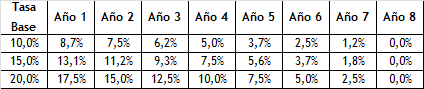 Tasa Base Año 1 Año 2 Año 3 Año 4 Año 5 Año 6 Año 7 Año 8
10,0% 8,7% 7,5% 6,2% 5,0% 3,7% 2,5% 1,2% 0,0%
15,0% 13,1% 11,2% 9,3% 7,5% 5,6% 3,7% 1,8% 0,0%
20,0% 17,5% 15,0% 12,5% 10,0% 7,5% 5,0% 2,5% 0,0%